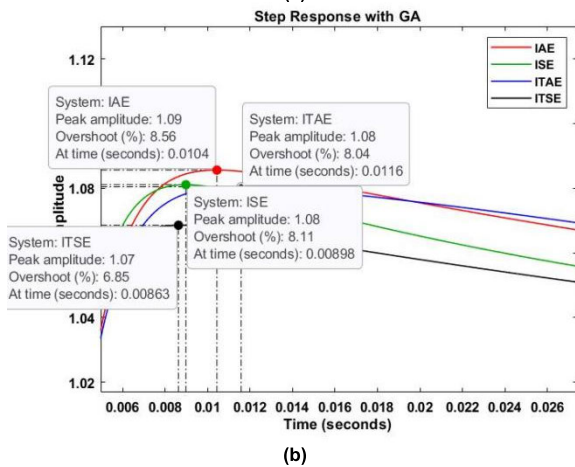 Step Response with GA
1.12
1.08
1.04
1.02
plitude
IAE
ISE
ITAE
ITSE
System: IAE
Peak amplitude: 1.09
Overshoot (%): 8.56
At time (seconds): 0.0104
System: ITAE
Peak amplitude: 1.08
Overshoot (%): 8.04
At time (seconds): 0.0116
System: ISE
Peak amplitude: 1.08
Overshoot (%): 8.11
At time (seconds): 0.00898
System: ITSE
Peak amplitude: 1.07
Overshoot (%): 6.85
At time (seconds): 0.00863
0.006 0.008 0.01 0.012 0.014 0.016 0.018 0.02 0.022 0.024 0.026
Time (seconds)
(b)